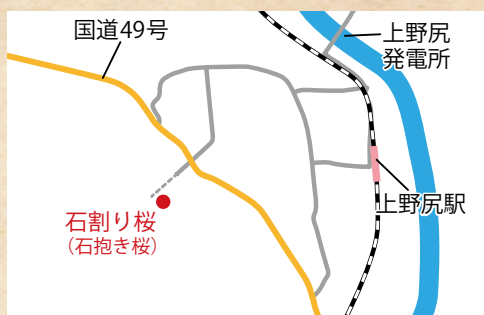 国道49号
上野尻
発電所
上野尻駅
石割り桜
（石抱き桜）